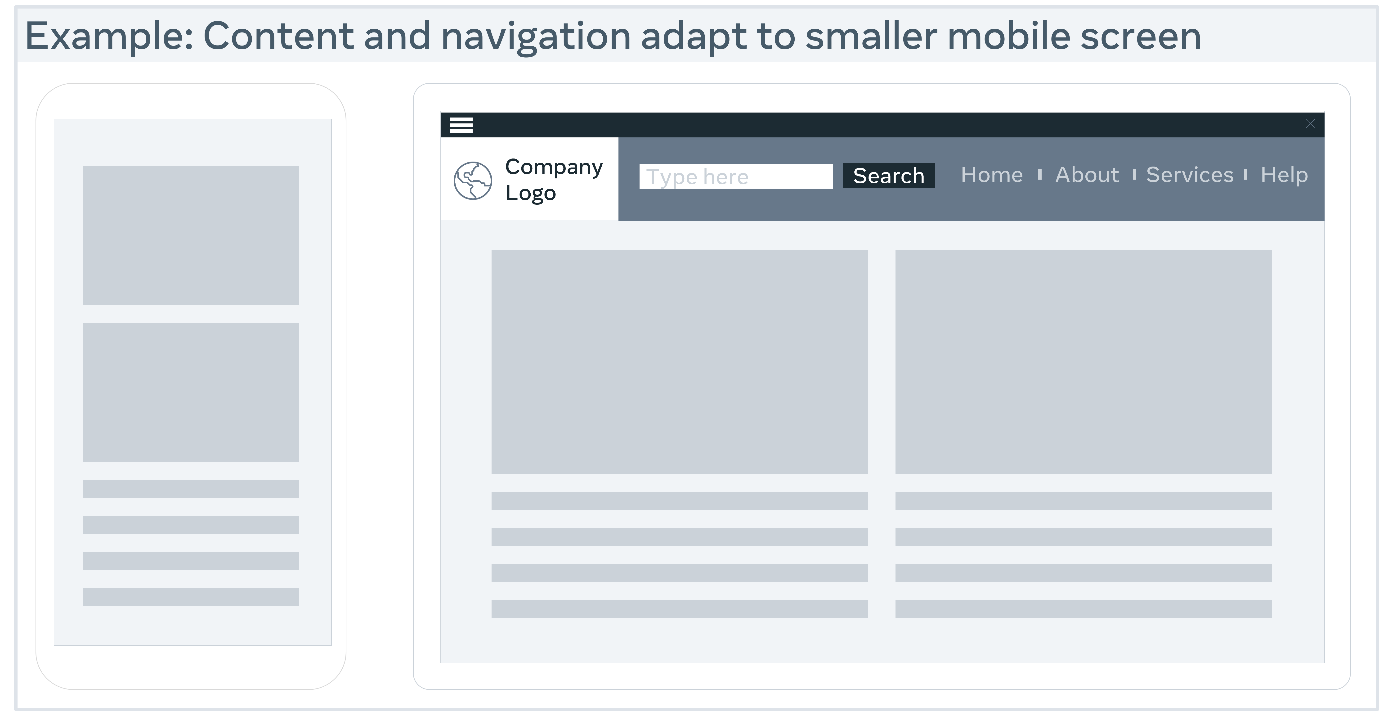 Example: Content and navigation adapt to smaller mobile screen
Company
Logo
Type here
Search
Home
About
Services
Help